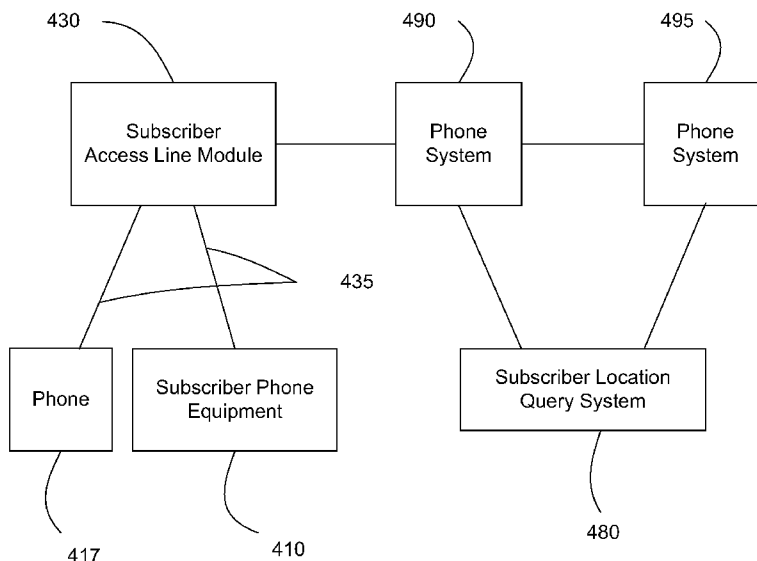 430
490
495
Subscriber
Access Line Module
Phone
System
Phone
System
435
Phone
Subscriber Phone
Equipment
Subscriber Location
Query System
417
410
480